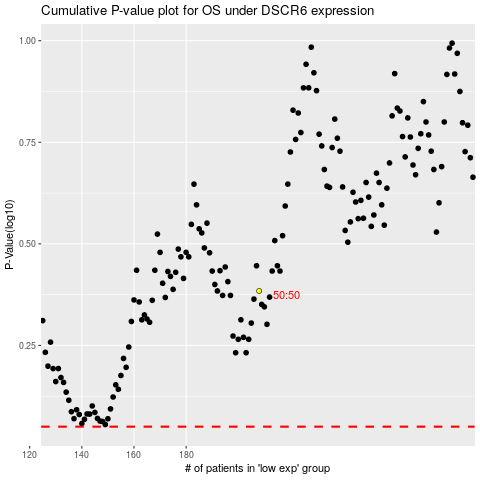 Cumulative P-value plot for OS under DSCR6 expression
P-Value(log10)
1.00
0.75
0.50
0.25
50:50
120 140 160 180
# of patients in 'low exp' group